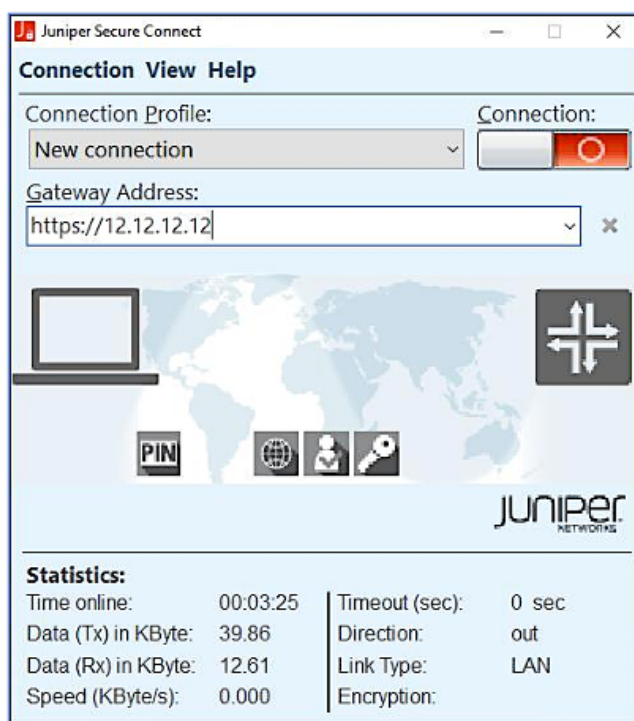 Juniper Secure Connect
Connection View Help
Connection Profile: Connection:
New connection
Gateway Address:
https://12.12.12.12
PIN
JUNIPER
NETWORKS
Statistics:
Time online: 00:03:25 Timeout (sec): 0 sec
Data (Tx) in KByte: 39.86 Direction: out
Data (Rx) in KByte: 12.61 Link Type: LAN
Speed (KByte/s): 0.000 Encryption: